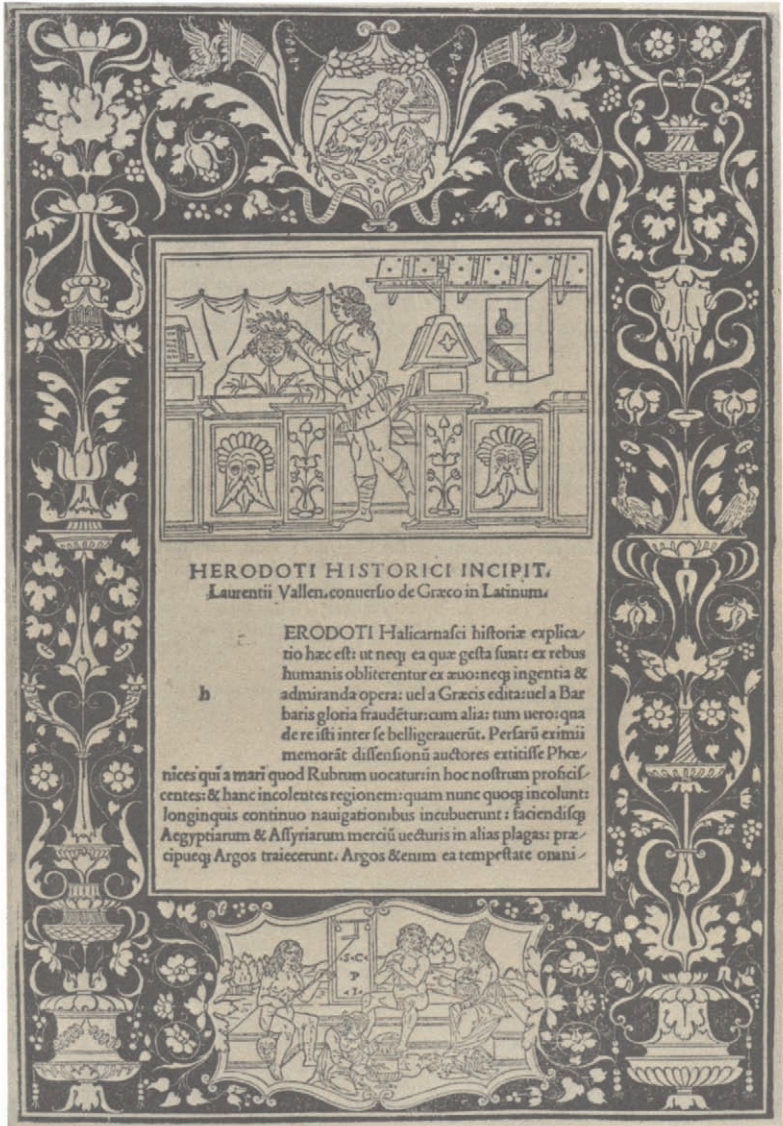 HERODOTI HISTORICI INCIPIT.
Laurentii Vallen.conuersio de Græco in Latinum.
ERODOTI Halicarnasci historiæ explica/
tio hæc est: ut neq; ea quæ gesta sunt: ex rebus
humanis obliterentur ex æuo: neq; ingentia &
h
admiranda opera: uel a Græcis edita: uel a Bar
baris gloria fraudētur: cum alia: tum uero: qua
de re isti inter se belligerauerūt. Persarū eximii
memorāt dissensionū auctores extitisse Phœ/
nices qui a mari quod Rubrum uocatur: in hoc nostrum proficis/
centes: & hanc incolentes regionem: quam nunc quoq; incolunt:
longinquis continuo nauigationibus incubuerunt: faciendisq;
Aegyptiarum & Assyriarum merciū uecturis in alias plagas: præ/
cipueq; Argos traiecerunt. Argos &enim ea tempestate omni/
S·C·
P·
I·